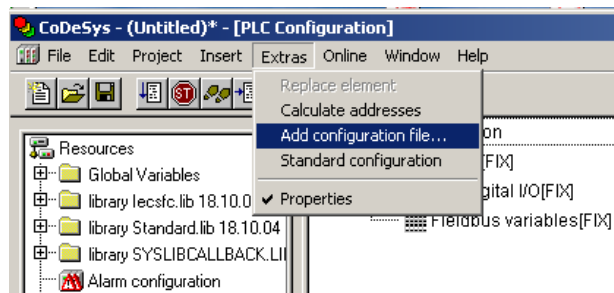 CoDeSys - (Untitled)* - [PLC Configuration]
File Edit Project Insert Extras Online Window Help
Replace element
Calculate addresses
Add configuration file...
Standard configuration
✔ Properties
on
[FIX]
gital I/O[FIX]
Fieldbus variables[FIX]
Resources
Global Variables
library Iecsfc.lib 18.10.0
library Standard.lib 18.10.04
library SYSLIBCALLBACK.LI
Alarm configuration